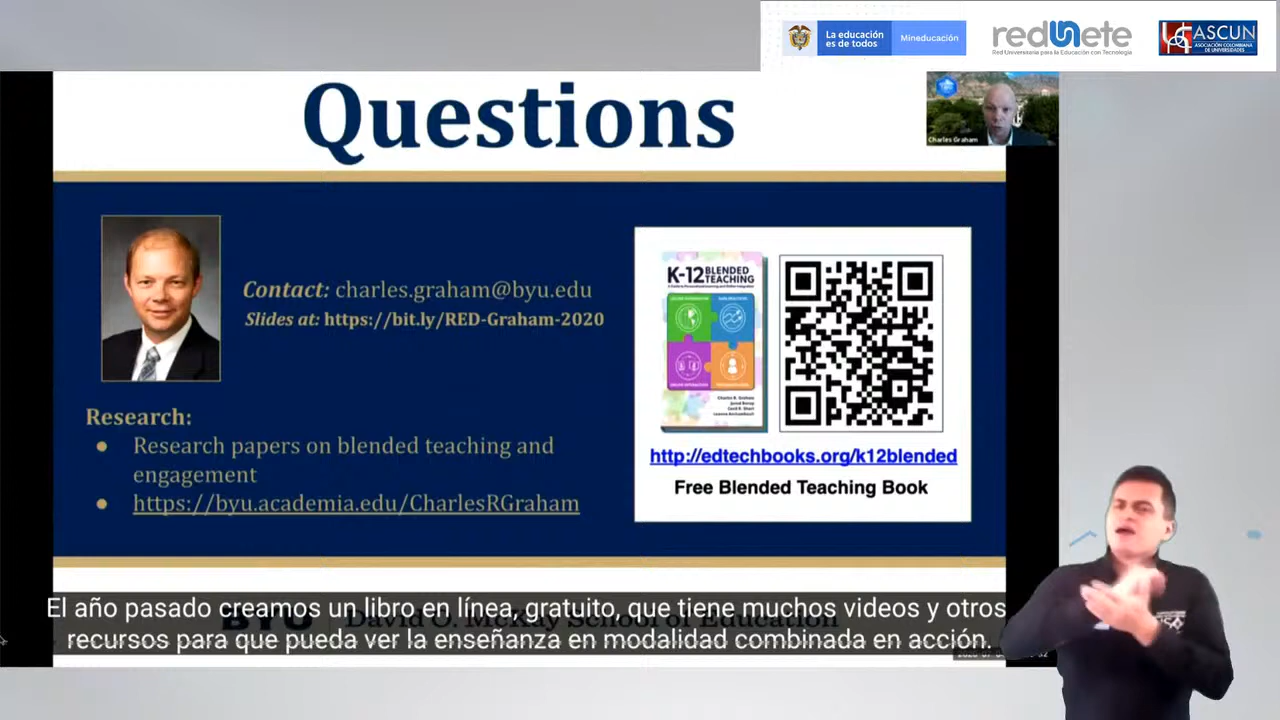 La educación
es de todos
Mineducación
redunete
Red Universitaria para la Educación con Tecnología
ASCUN
ASOCIACIÓN COLOMBIANA
DE UNIVERSIDADES
Questions
Charles Graham
Contact: charles.graham@byu.edu
Slides at: https://bit.ly/RED-Graham-2020
Research:
● Research papers on blended teaching and
engagement
● https://byu.academia.edu/CharlesRGraham
K-12 BLENDED
TEACHING
Charles R. Graham
http://edtechbooks.org/k12blended
Free Blended Teaching Book
BYU David O. McKay School of Education
El año pasado creamos un libro en línea, gratuito, que tiene muchos videos y otros
recursos para que pueda ver la enseñanza en modalidad combinada en acción.